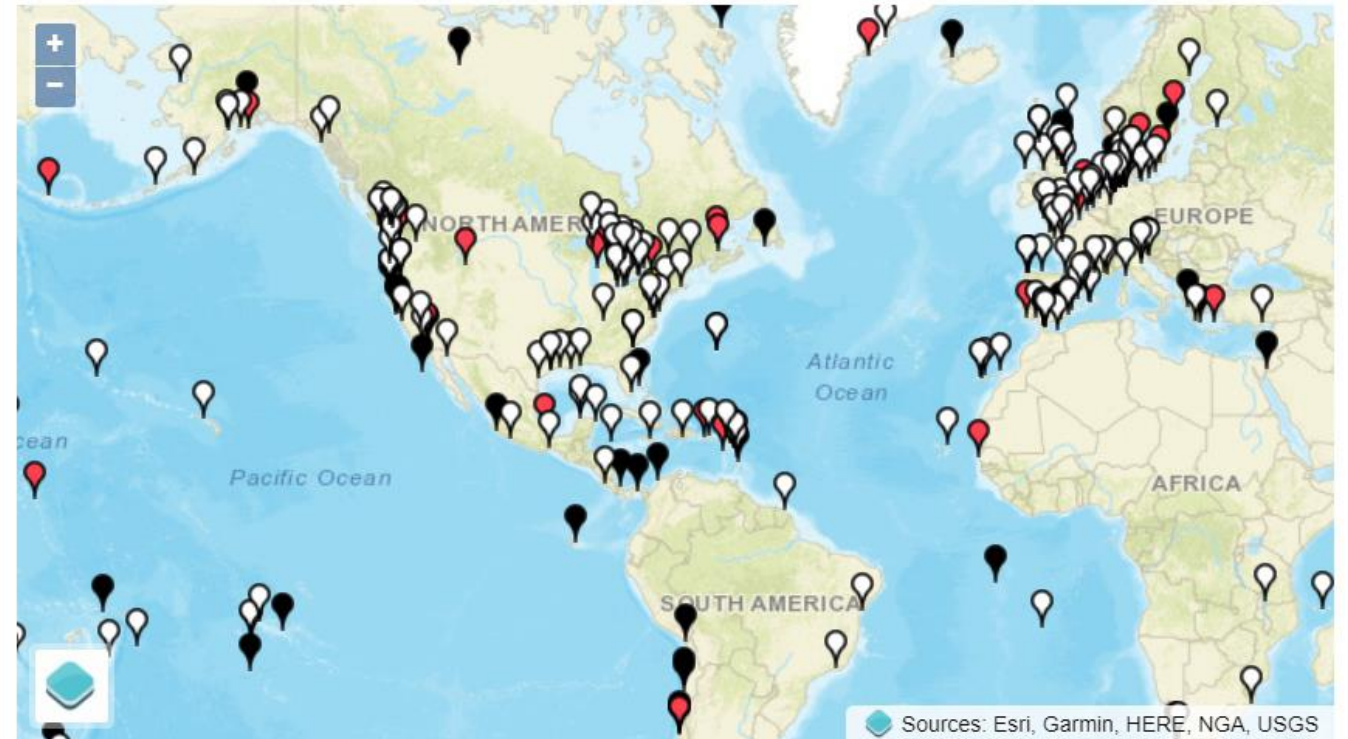 +
−
NORTH AMER
EUROPE
Atlantic
Ocean
cean
Pacific Ocean
AFRICA
SOUTH AMERICA
Sources: Esri, Garmin, HERE, NGA, USGS